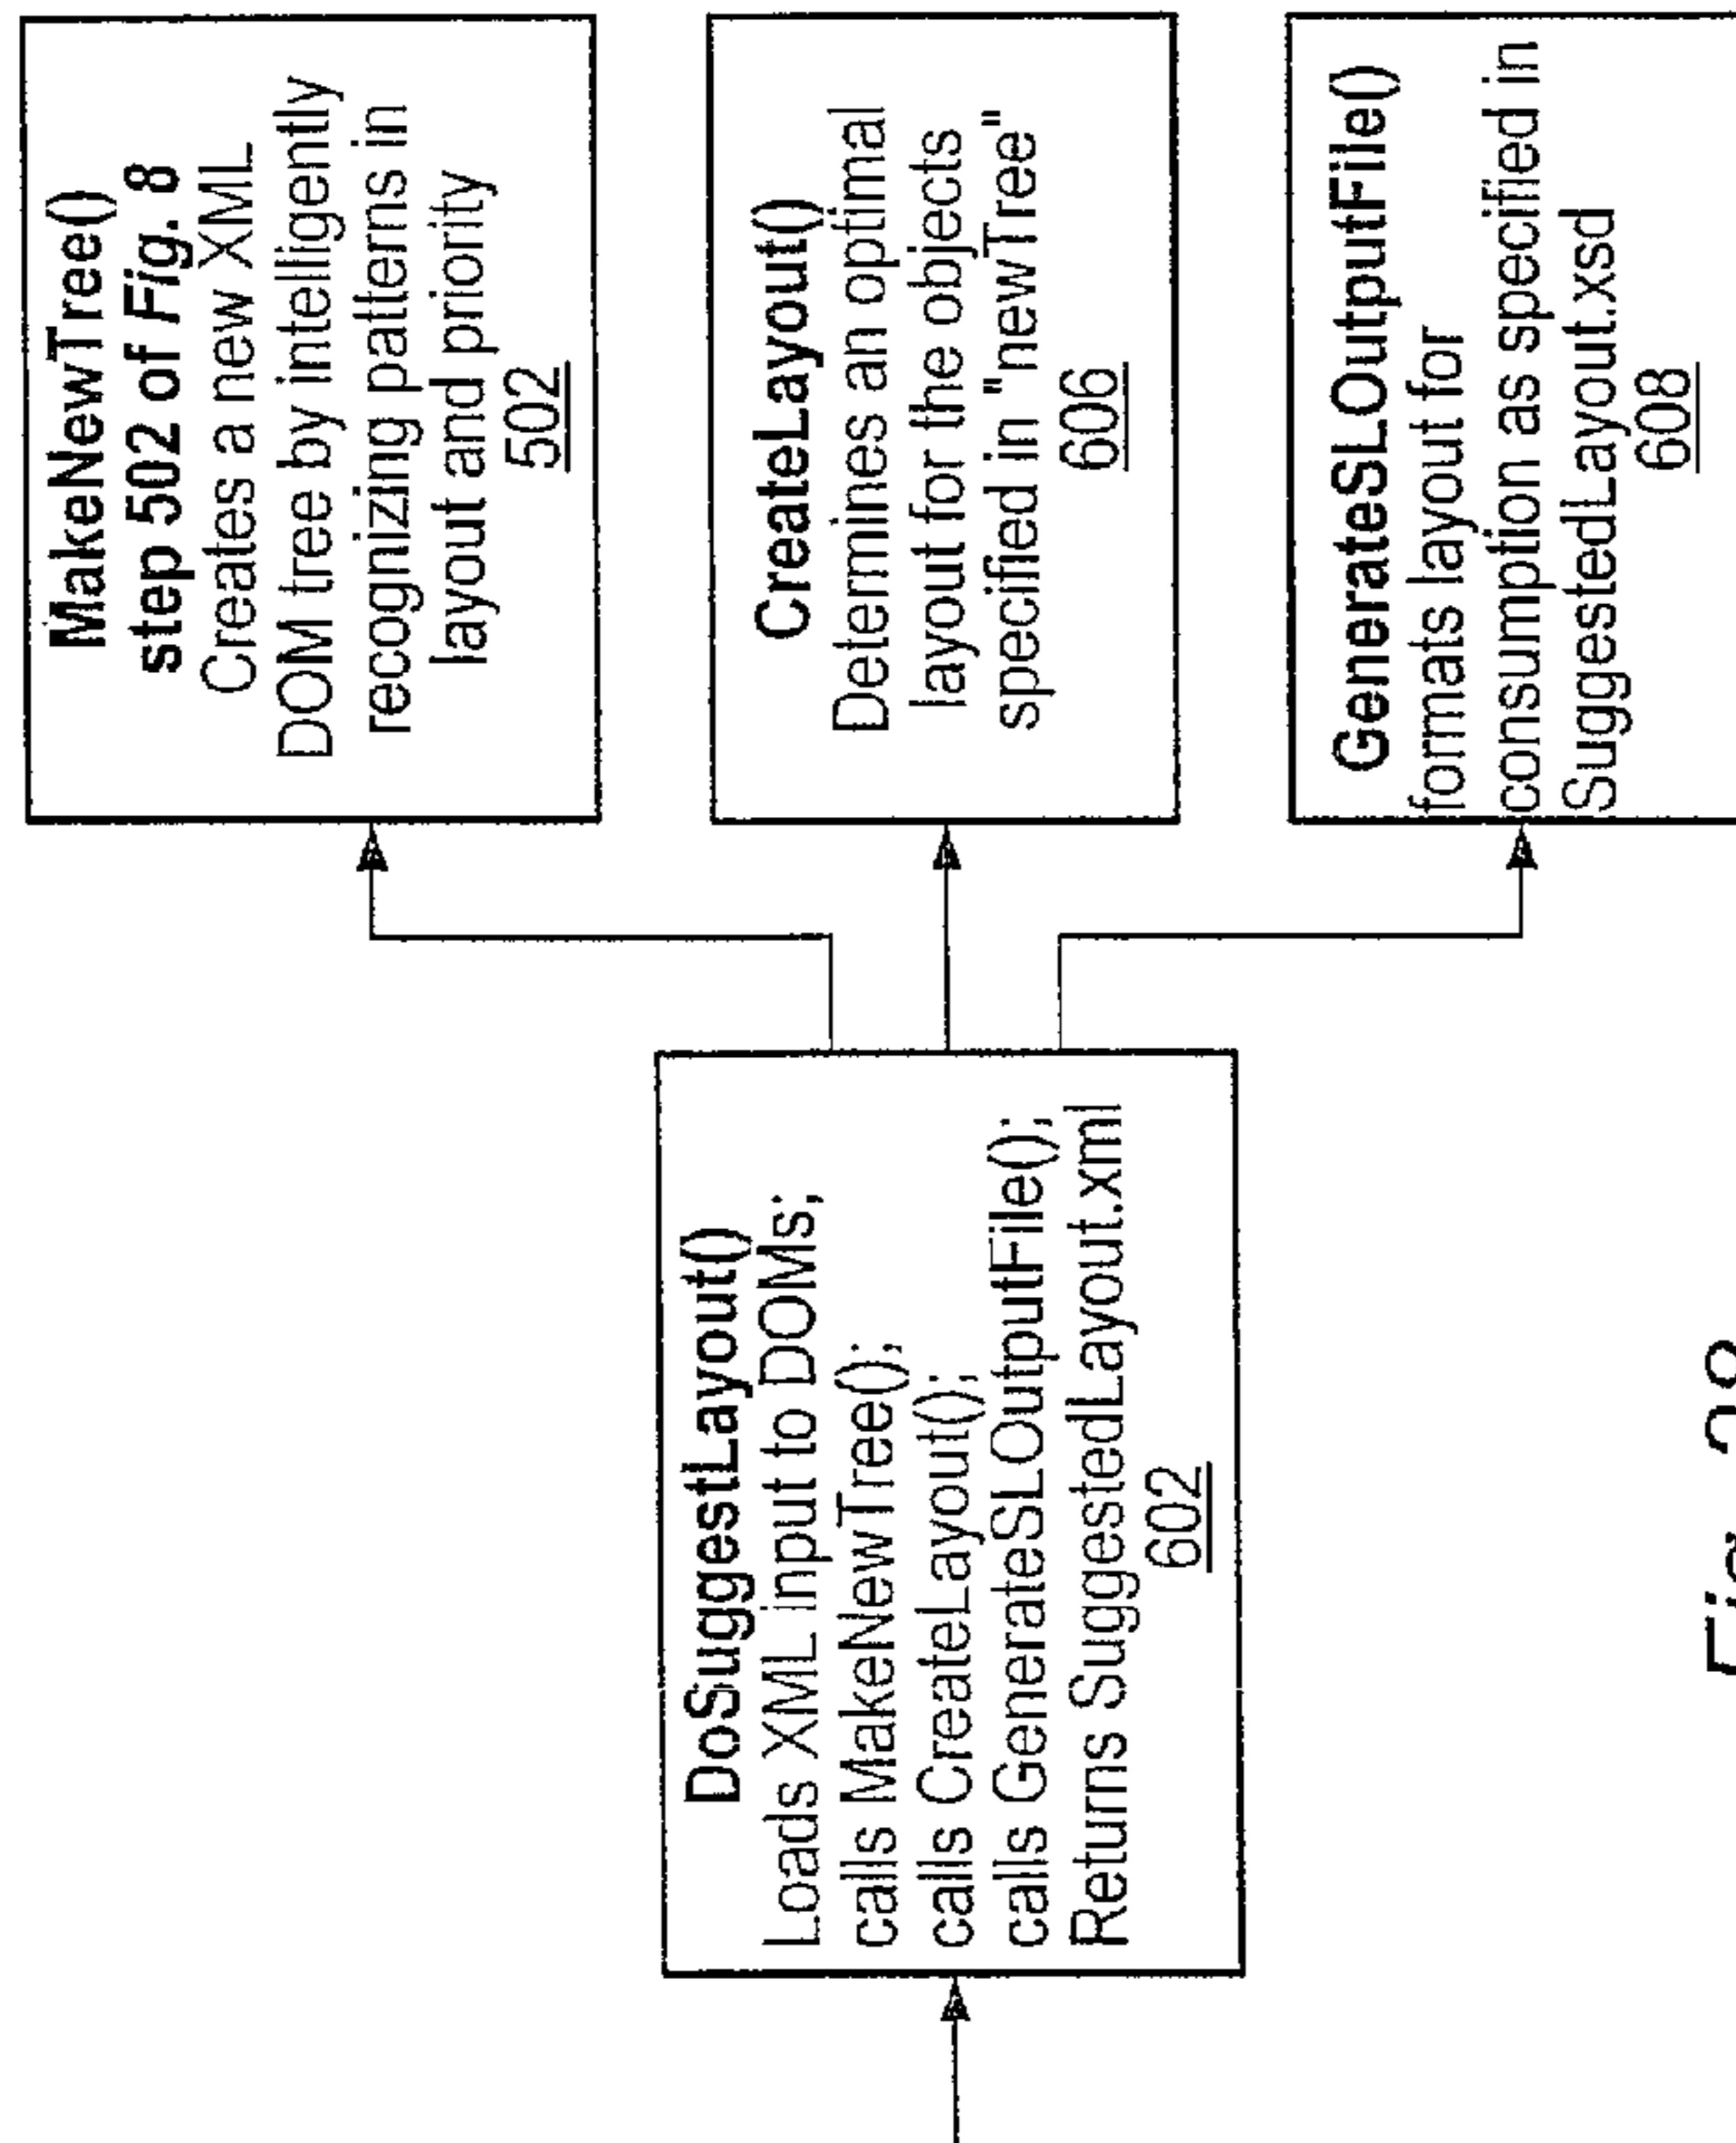 DoSuggestLayout()
Loads XML input to DOMs;
calls MakeNewTree();
calls CreateLayout();
calls GenerateSLOutputFile();
Returns SuggestedLayout.xml
602
MakeNewTree()
step 502 of Fig. 8
Creates a new XML
DOM tree by intelligently
recognizing patterns in
layout and priority
502
CreateLayout()
Determines an optimal
layout for the objects
specified in "newTree"
606
GenerateSLOutputFile()
formats layout for
consumption as specified in
SuggestedLayout.xsd
608
Fig.